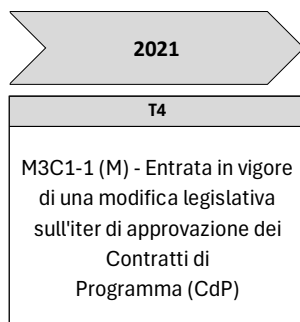 2021
T4
M3C1-1 (M) - Entrata in vigore
di una modifica legislativa
sull'iter di approvazione dei
Contratti di
Programma (CdP)